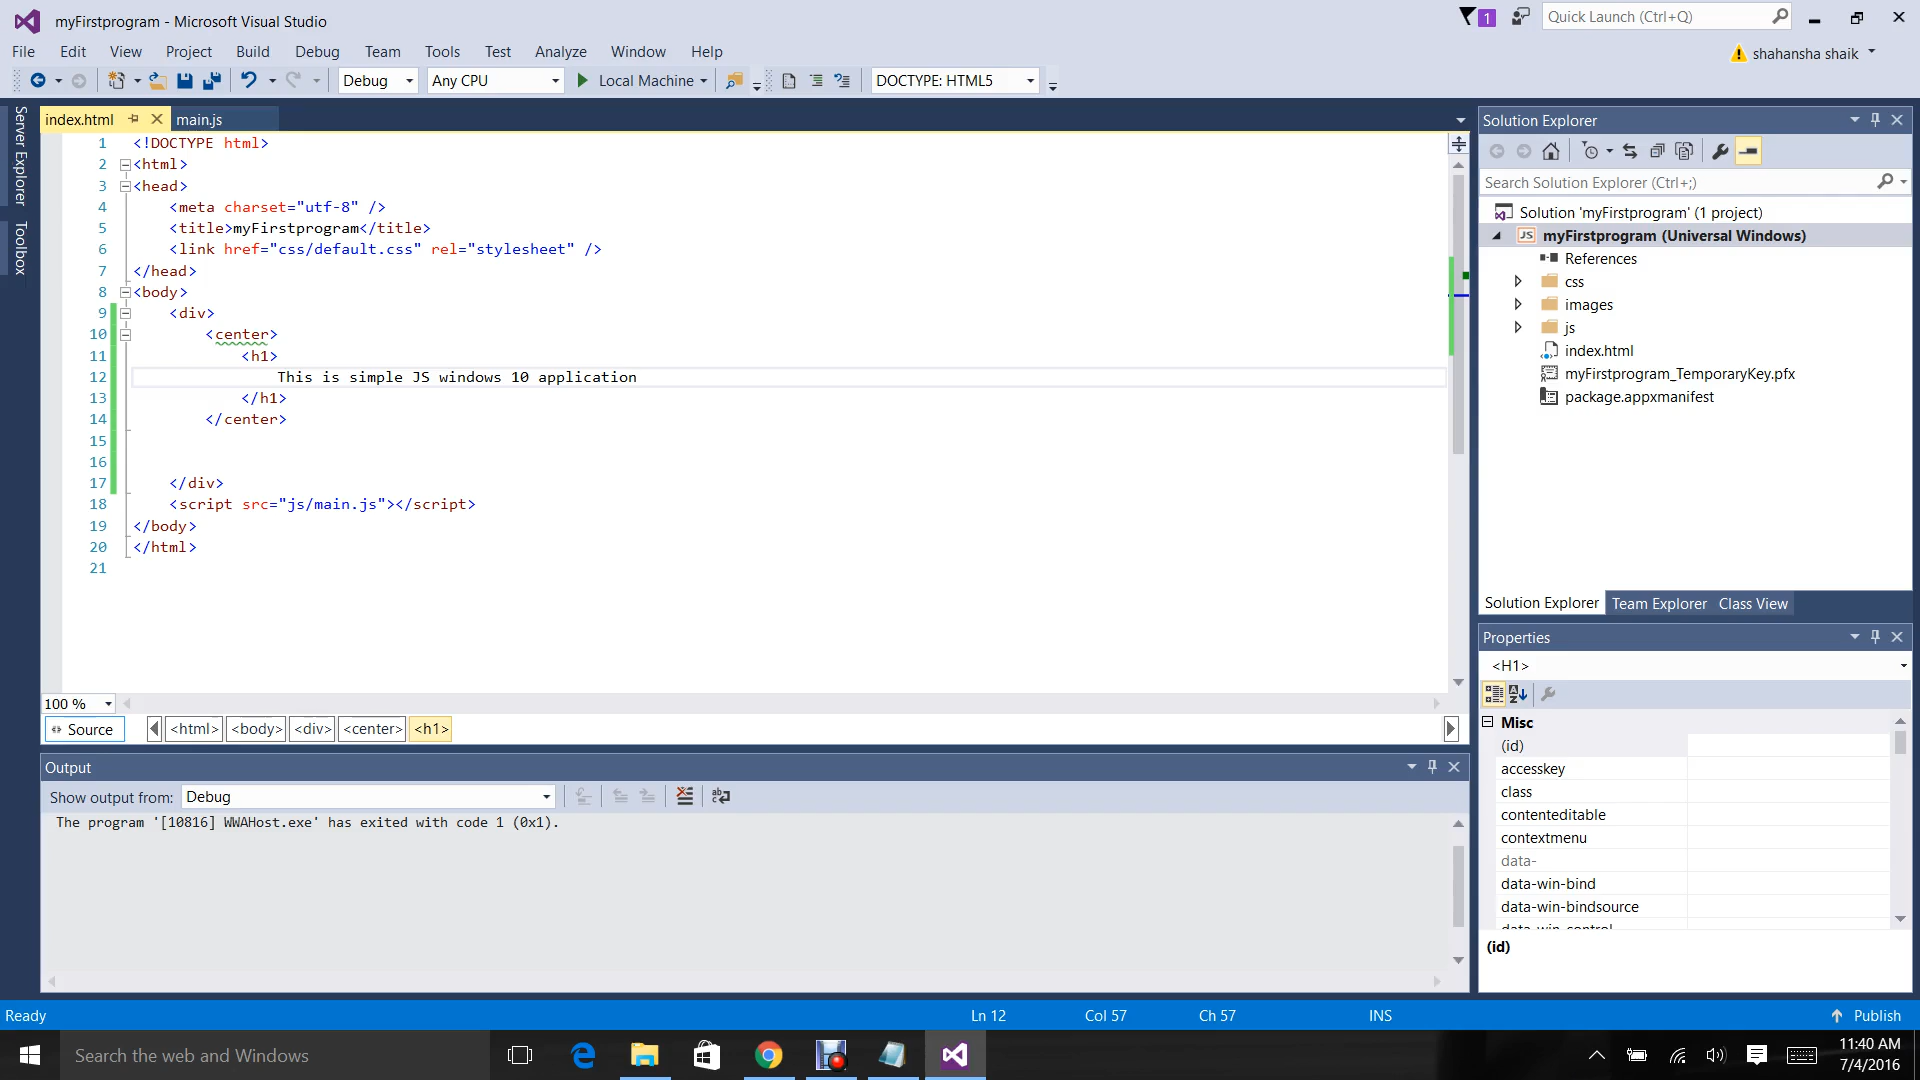 myFirstprogram - Microsoft Visual Studio
1
Quick Launch (Ctrl+Q)
File Edit View Project Build Debug Team Tools Test Analyze Window Help
shahansha shaik
Debug Any CPU Local Machine DOCTYPE: HTML5
Server Explorer
Toolbox
index.html main.js
1 <!DOCTYPE html>
2 <html>
3 <head>
4 <meta charset="utf-8" />
5 <title>myFirstprogram</title>
6 <link href="css/default.css" rel="stylesheet" />
7 </head>
8 <body>
9 <div>
10 <center>
11 <h1>
12 This is simple JS windows 10 application
13 </h1>
14 </center>
15
16
17 </div>
18 <script src="js/main.js"></script>
19 </body>
20 </html>
21
100 %
Source <html> <body> <div> <center> <h1>
Output
Show output from: Debug
The program '[10816] WWAHost.exe' has exited with code 1 (0x1).
Solution Explorer
Search Solution Explorer (Ctrl+;)
Solution 'myFirstprogram' (1 project)
JS myFirstprogram (Universal Windows)
References
css
images
js
index.html
myFirstprogram_TemporaryKey.pfx
package.appxmanifest
Solution Explorer Team Explorer Class View
Properties
<H1>
Misc
(id)
accesskey
class
contenteditable
contextmenu
data-
data-win-bind
data-win-bindsource
data-win-control
(id)
Ready Ln 12 Col 57 Ch 57 INS Publish
Search the web and Windows
11:40 AM
7/4/2016